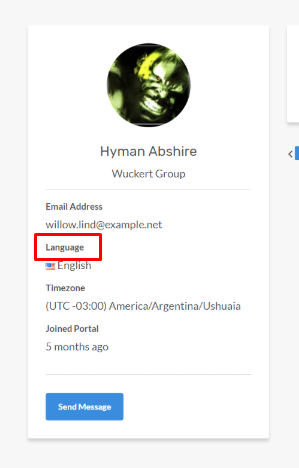 Hyman Abshire
Wuckert Group
Email Address
willow.lind@example.net
Language
English
Timezone
(UTC -03:00) America/Argentina/Ushuaia
Joined Portal
5 months ago
Send Message